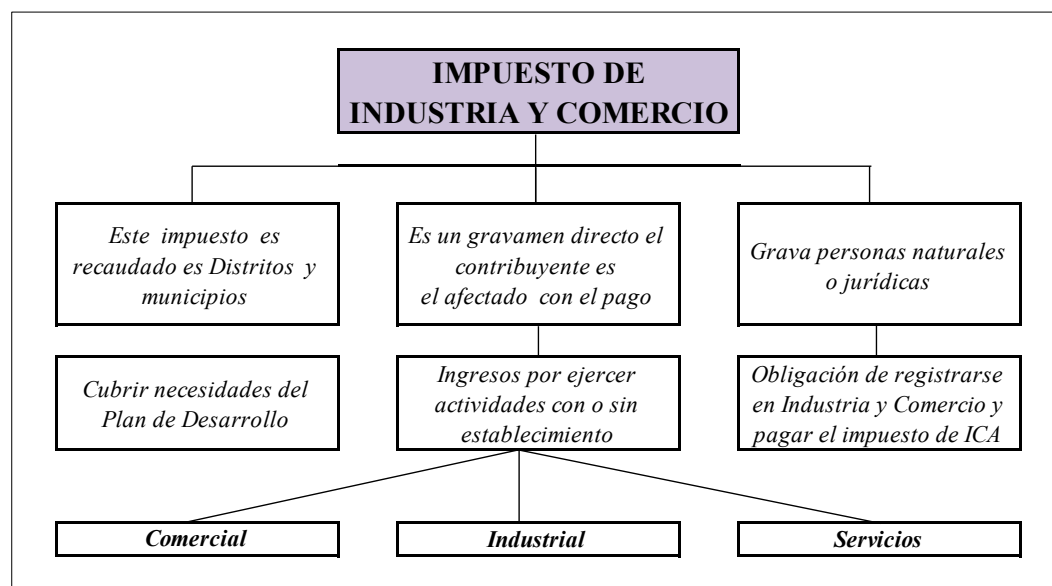 IMPUESTO DE
INDUSTRIA Y COMERCIO
Este impuesto es
recaudado es Distritos y
municipios
Es un gravamen directo el
contribuyente es
el afectado con el pago
Grava personas naturales
o jurídicas
Cubrir necesidades del
Plan de Desarrollo
Ingresos por ejercer
actividades con o sin
establecimiento
Obligación de registrarse
en Industria y Comercio y
pagar el impuesto de ICA
Comercial
Industrial
Servicios